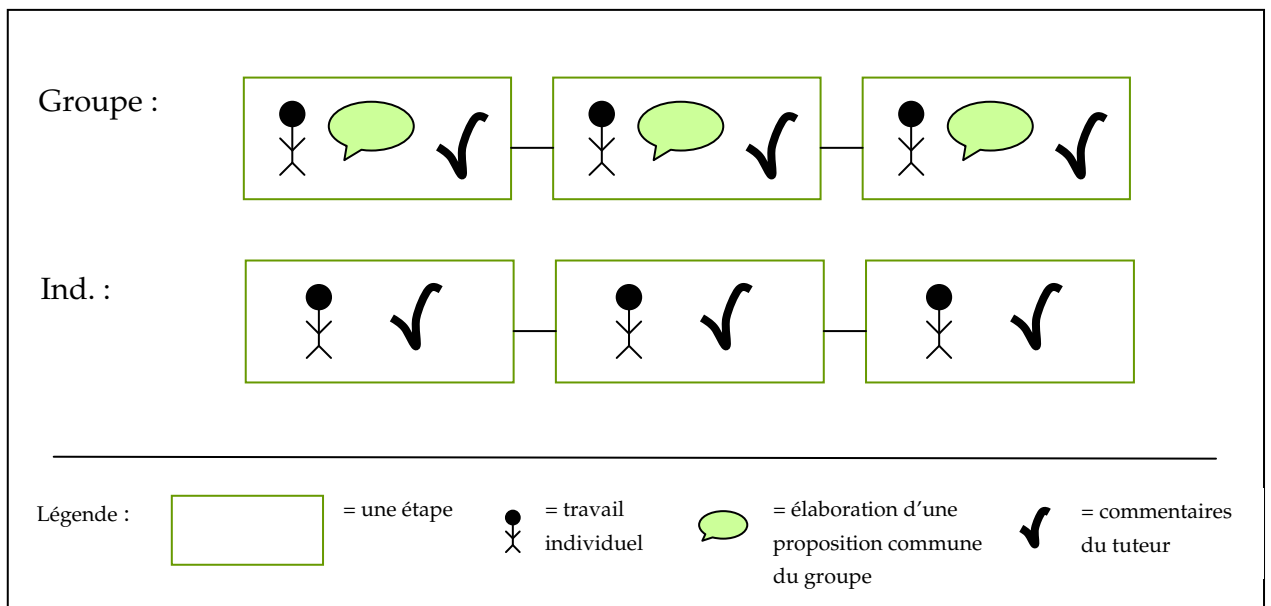 Groupe :
Ind. :
Légende :
= une étape
= travail
individuel
= élaboration d’une
proposition commune
du groupe
= commentaires
du tuteur